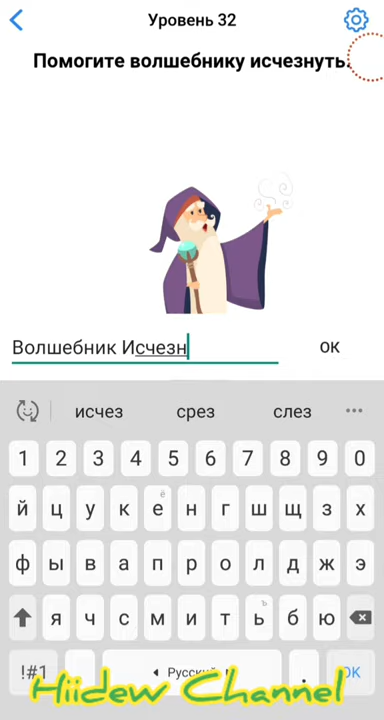 Уровень 32
Помогите волшебнику исчезнуть.
Волшебник Исчезн
ОК
исчез срез слез
1 2 3 4 5 6 7 8 9 0
ё
й ц у к е н г ш щ з х
ф ы в а п р о л д ж э
ъ
я ч с м и т ь б ю
!#1 Русский . OK
Hiidew Channel